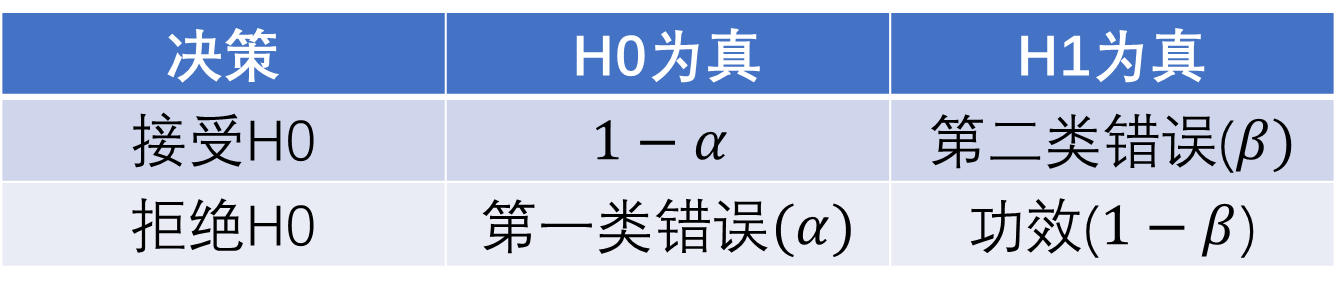 决策 H0为真 H1为真
接受H0 1 − α 第二类错误(β)
拒绝H0 第一类错误(α) 功效(1 − β)